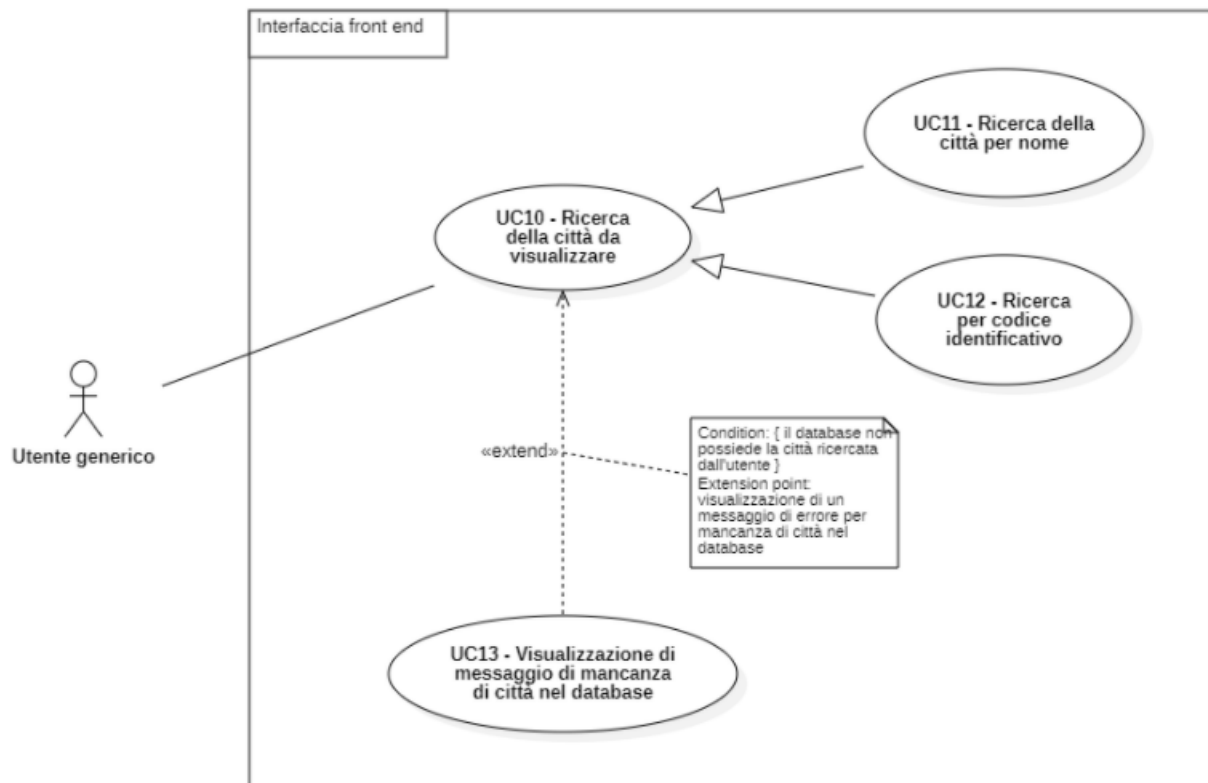 Interfaccia front end
UC11 - Ricerca della
città per nome
UC10 - Ricerca
della città da
visualizzare
UC12 - Ricerca
per codice
identificativo
Utente generico
«extend»
Condition: { il database non
possiede la città ricercata
dall'utente }
Extension point:
visualizzazione di un
messaggio di errore per
mancanza di città nel
database
UC13 - Visualizzazione di
messaggio di mancanza
di città nel database